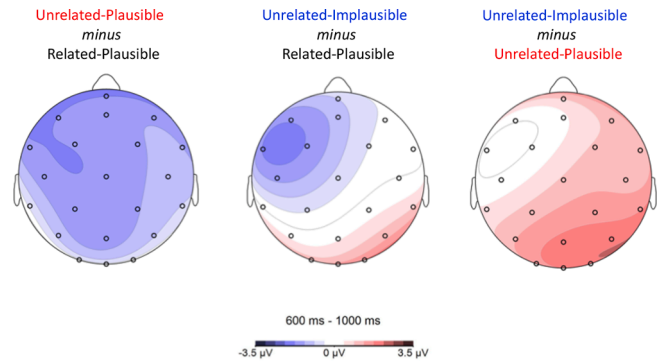 Unrelated-Plausible
minus
Related-Plausible
Unrelated-Implausible
minus
Related-Plausible
Unrelated-Implausible
minus
Unrelated-Plausible
600 ms - 1000 ms
-3.5 µV 0 µV 3.5 µV